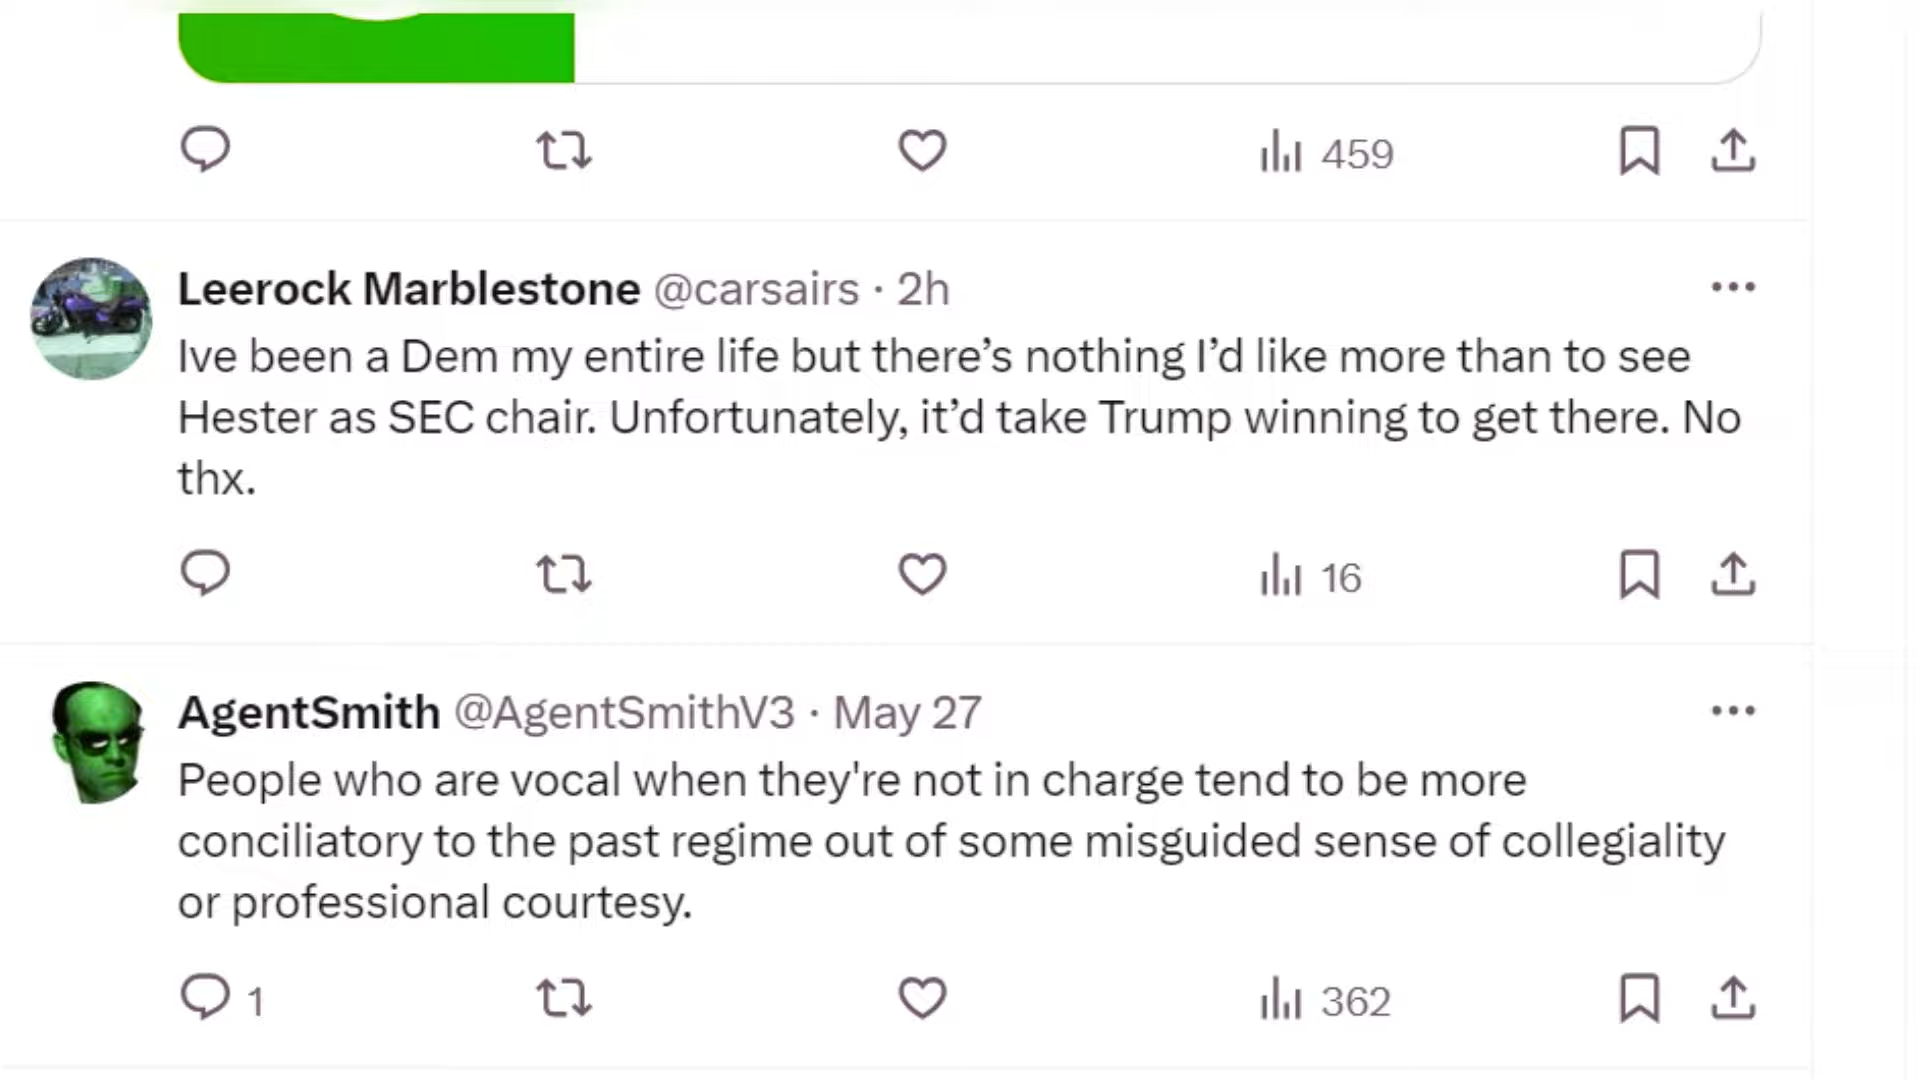 459
Leerock Marblestone @carsairs · 2h
Ive been a Dem my entire life but there’s nothing I’d like more than to see
Hester as SEC chair. Unfortunately, it’d take Trump winning to get there. No
thx.
16
AgentSmith @AgentSmithV3 · May 27
People who are vocal when they're not in charge tend to be more
conciliatory to the past regime out of some misguided sense of collegiality
or professional courtesy.
1 362